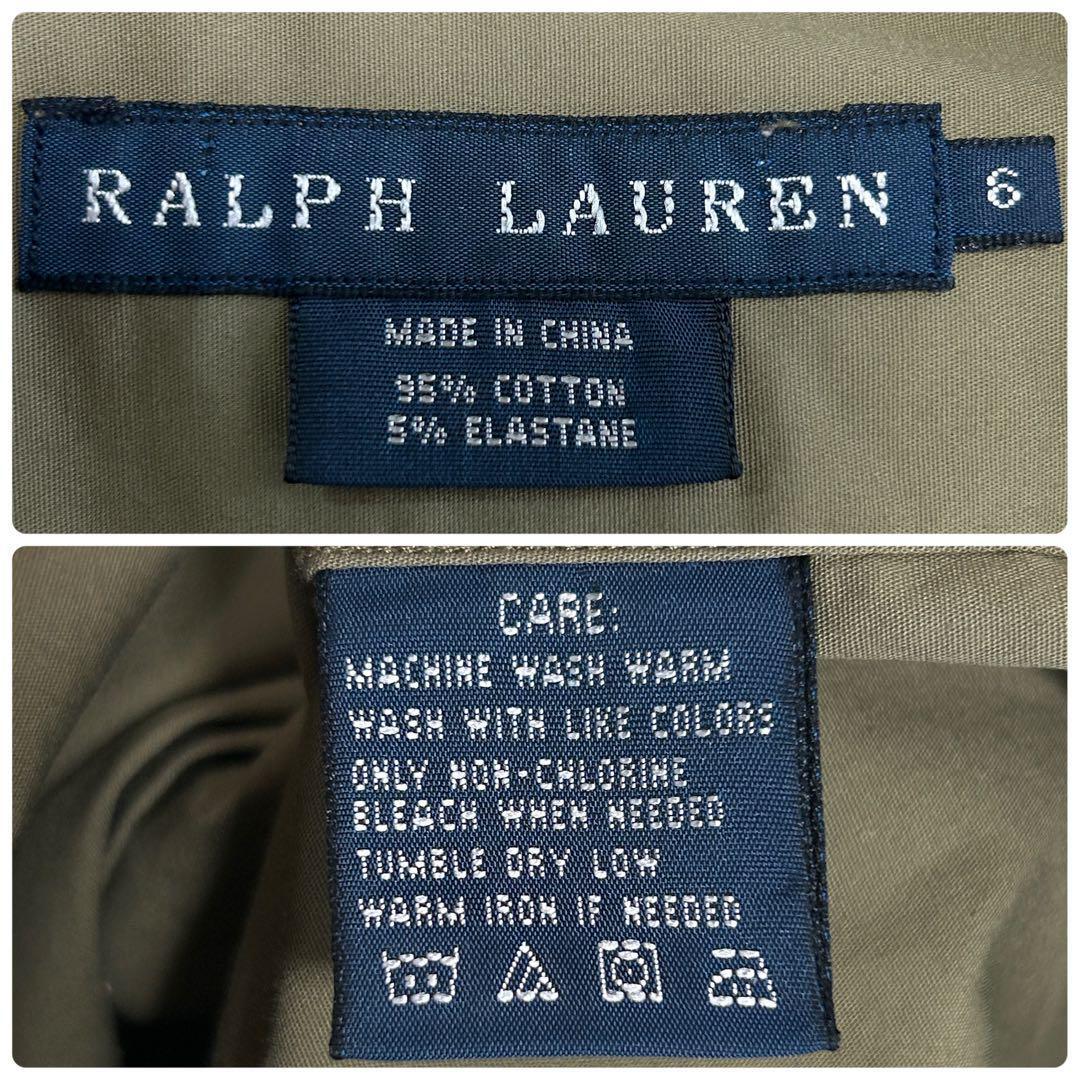 RALPH LAUREN 6
MADE IN CHINA
95% COTTON
5% ELASTANE
CARE:
MACHINE WASH WARM
WASH WITH LIKE COLORS
ONLY NON-CHLORINE
BLEACH WHEN NEEDED
TUMBLE DRY LOW
WARM IRON IF NEEDED